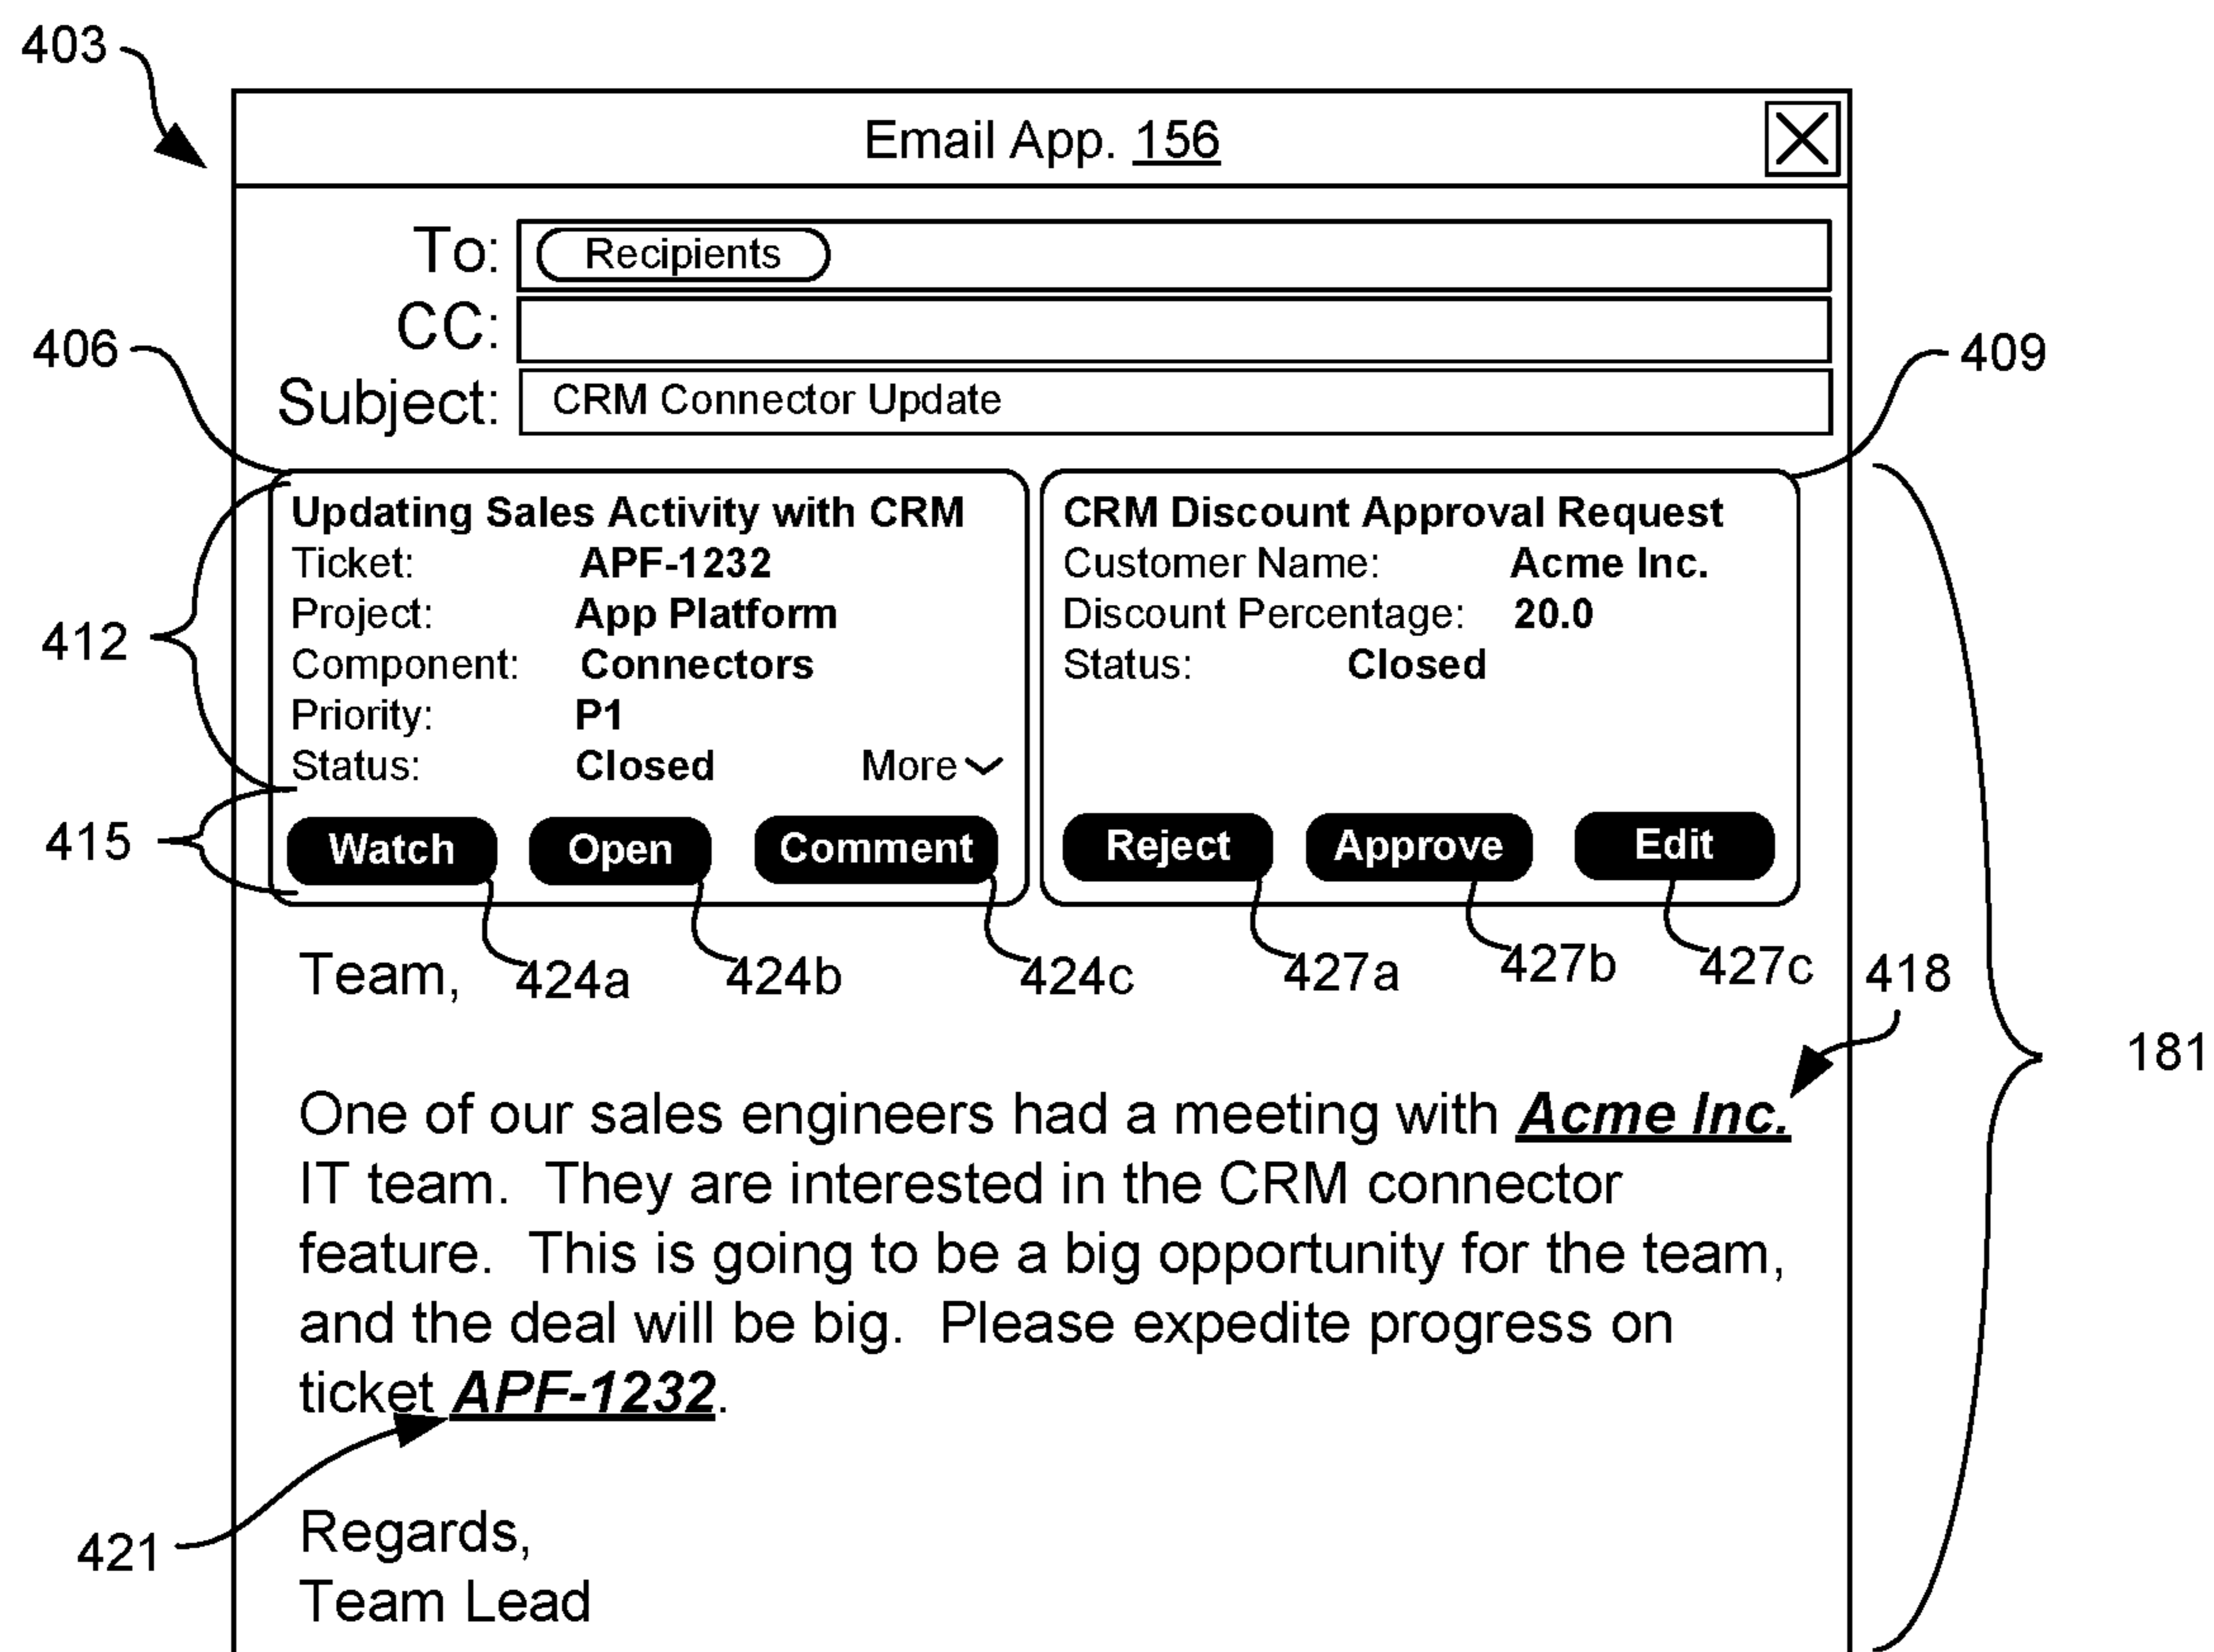 403
Email App. 156
To: Recipients
CC:
406
409
Subject: CRM Connector Update
Updating Sales Activity with CRM
Ticket: APF-1232
Project: App Platform
Component: Connectors
Priority: P1
Status: Closed More
412
415
Watch Open Comment
CRM Discount Approval Request
Customer Name: Acme Inc.
Discount Percentage: 20.0
Status: Closed
Reject Approve Edit
424a 424b 424c 427a 427b 427c 418
181
Team,
One of our sales engineers had a meeting with Acme Inc.
IT team. They are interested in the CRM connector
feature. This is going to be a big opportunity for the team,
and the deal will be big. Please expedite progress on
ticket APF-1232.
421
Regards,
Team Lead